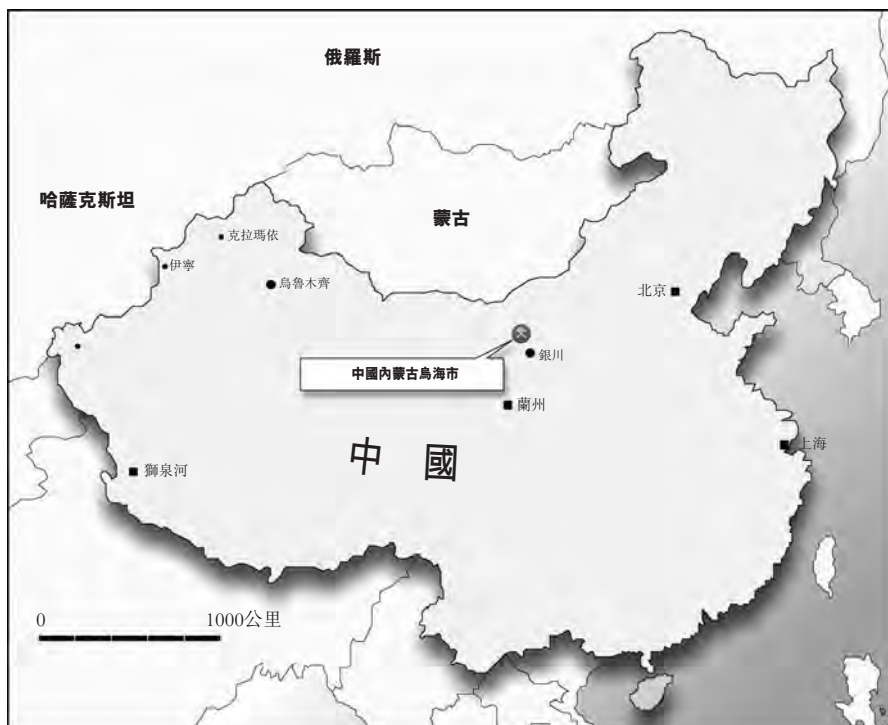 俄羅斯
哈薩克斯坦
蒙古
克拉瑪依
伊寧
烏魯木齊
北京
銀川
中國內蒙古烏海市
蘭州
中 國
上海
獅泉河
0 1000公里